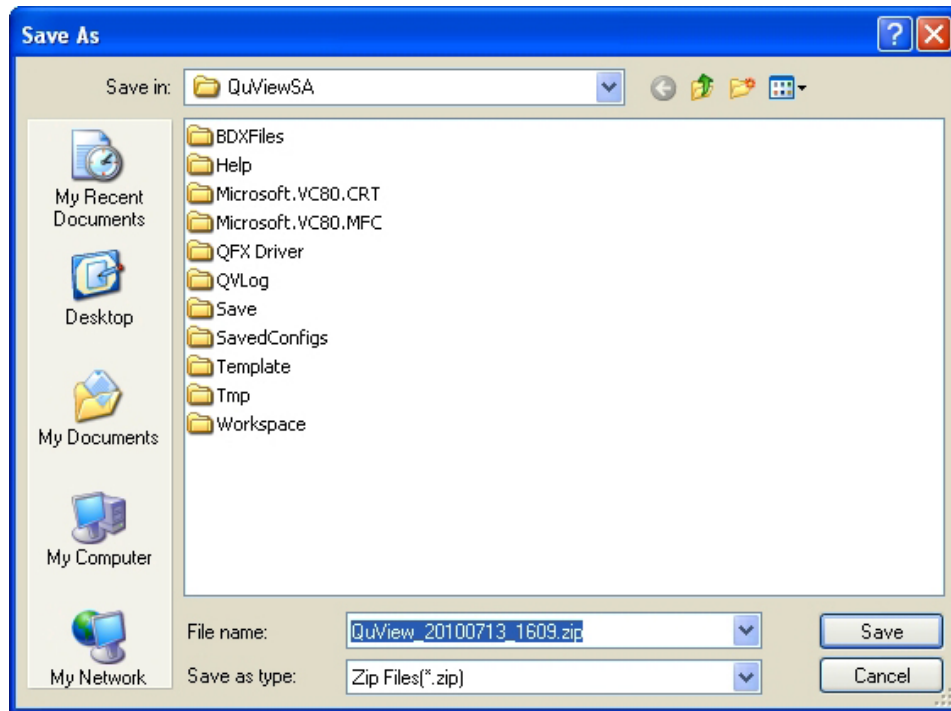 Save As
Save in:
QuViewSA
My Recent
Documents
Desktop
My Documents
My Computer
My Network
BDXFiles
Help
Microsoft.VC80.CRT
Microsoft.VC80.MFC
QFX Driver
QVLog
Save
SavedConfigs
Template
Tmp
Workspace
File name:
QuView_20100713_1609.zip
Save
Save as type:
Zip Files(*.zip)
Cancel